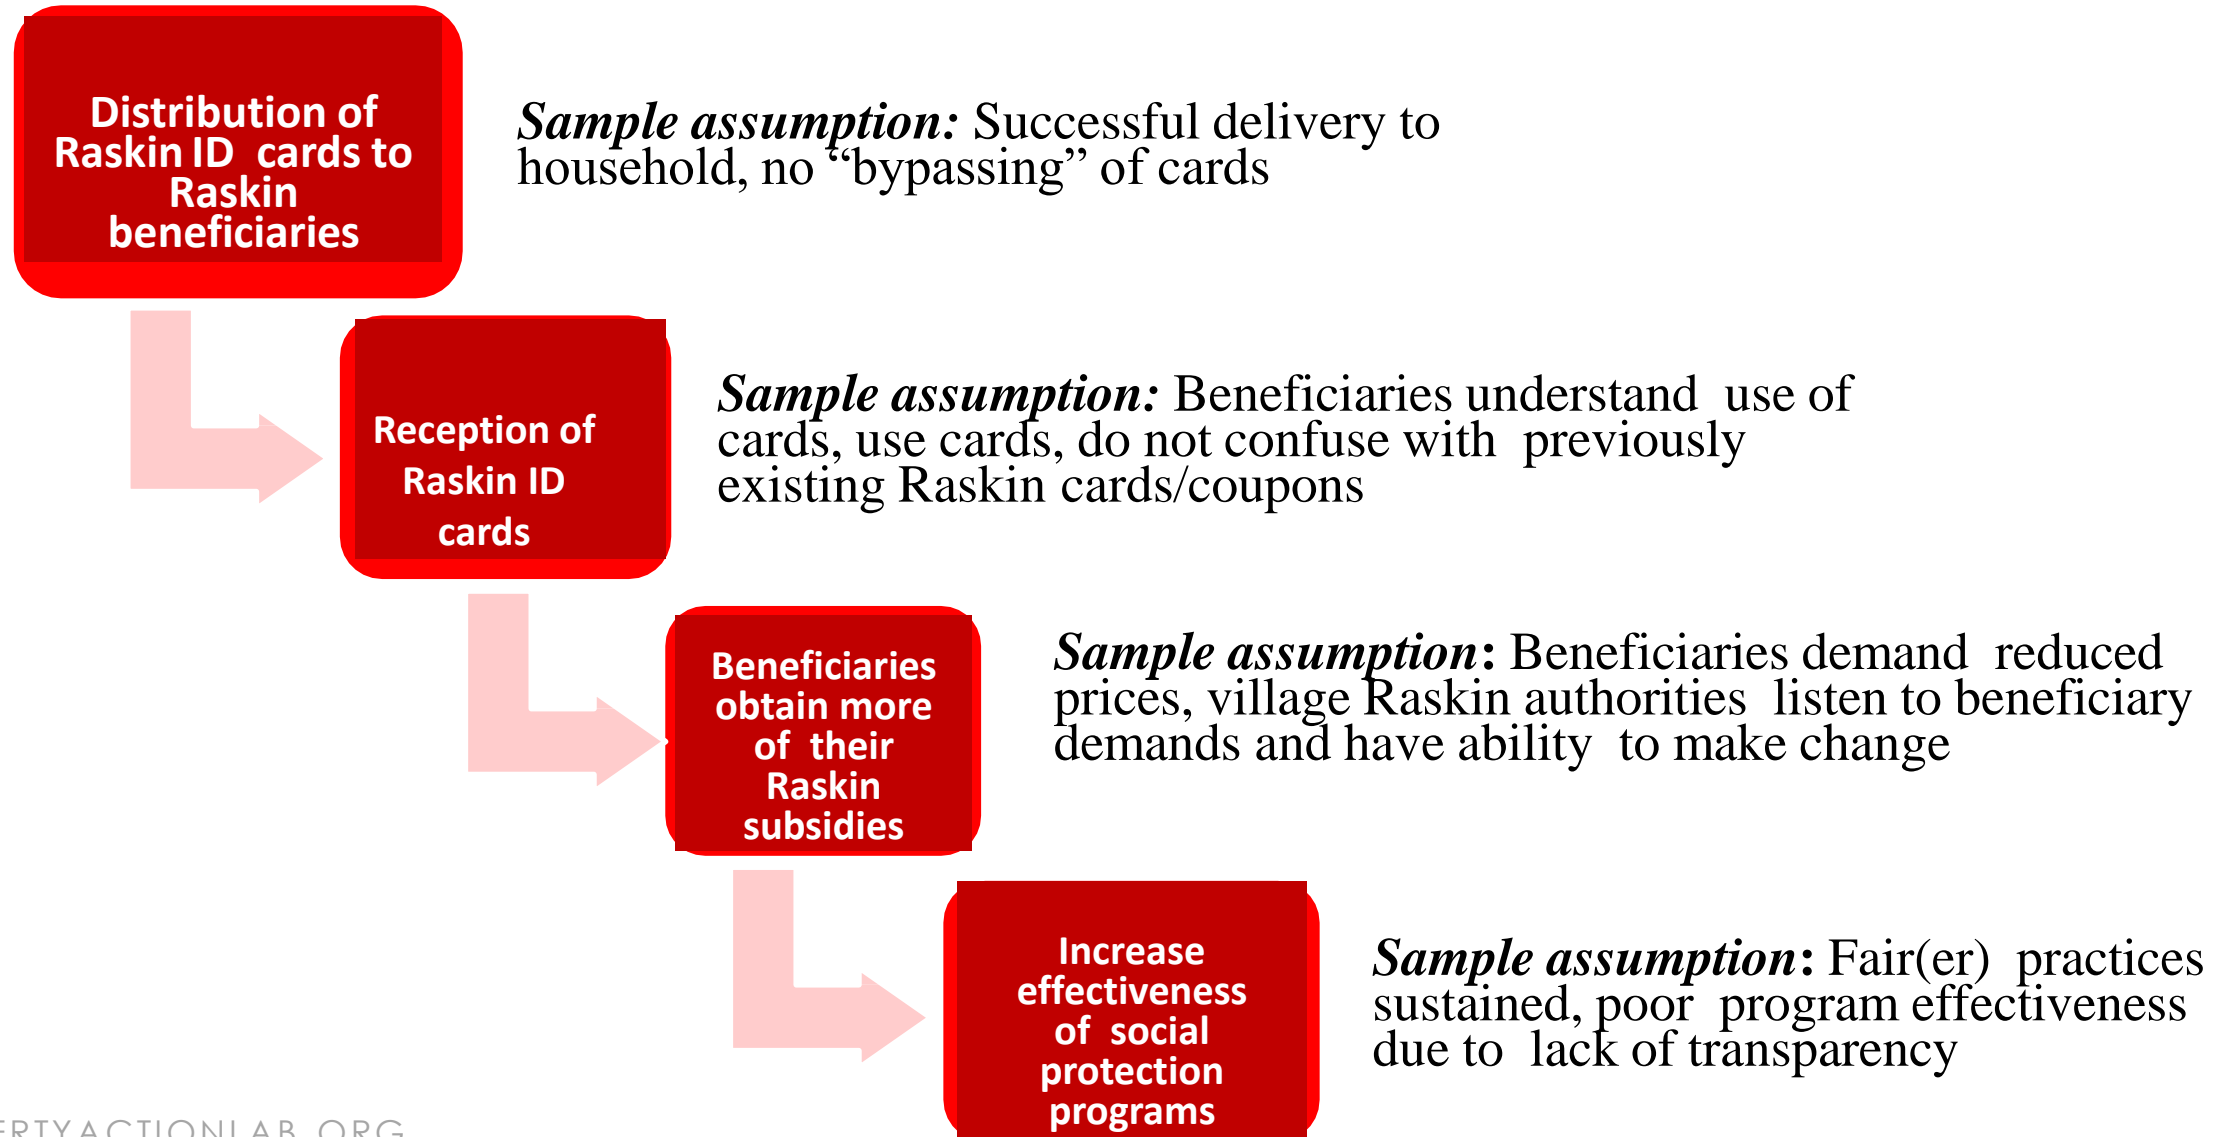 Distribution of
Raskin ID cards to
Raskin
beneficiaries
Sample assumption: Successful delivery to
household, no “bypassing” of cards
Reception of
Raskin ID
cards
Sample assumption: Beneficiaries understand use of
cards, use cards, do not confuse with previously
existing Raskin cards/coupons
Beneficiaries
obtain more
of their
Raskin
subsidies
Sample assumption: Beneficiaries demand reduced
prices, village Raskin authorities listen to beneficiary
demands and have ability to make change
Increase
effectiveness
of social
protection
programs
Sample assumption: Fair(er) practices
sustained, poor program effectiveness
due to lack of transparency
ERTYACTIONLAB.ORG